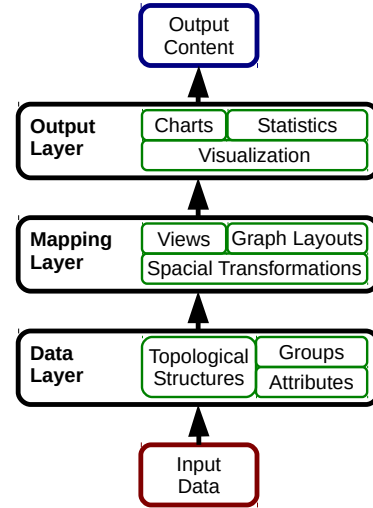 Output
Content
Output
Layer
Charts
Statistics
Visualization
Mapping
Layer
Views
Graph Layouts
Spacial Transformations
Data
Layer
Topological
Structures
Groups
Attributes
Input
Data